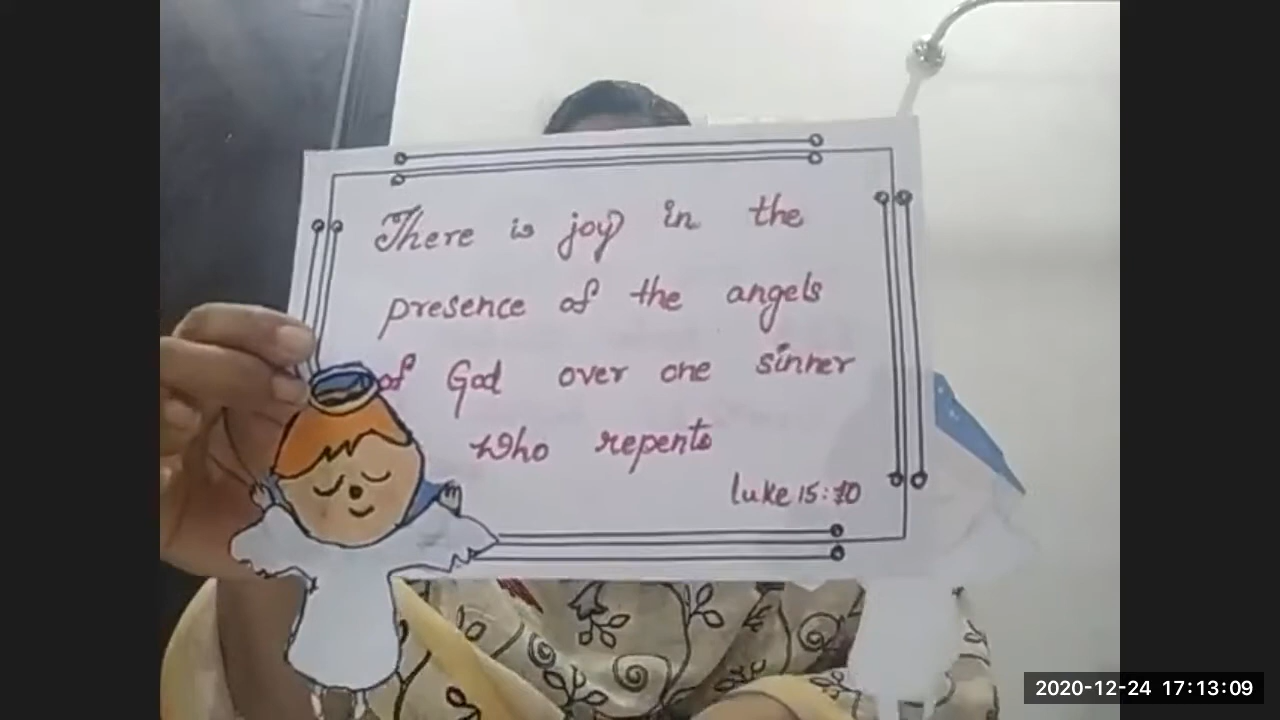 There is joy in the
presence of the angels
of God over one sinner
who repents
luke 15:10
2020-12-24 17:13:09